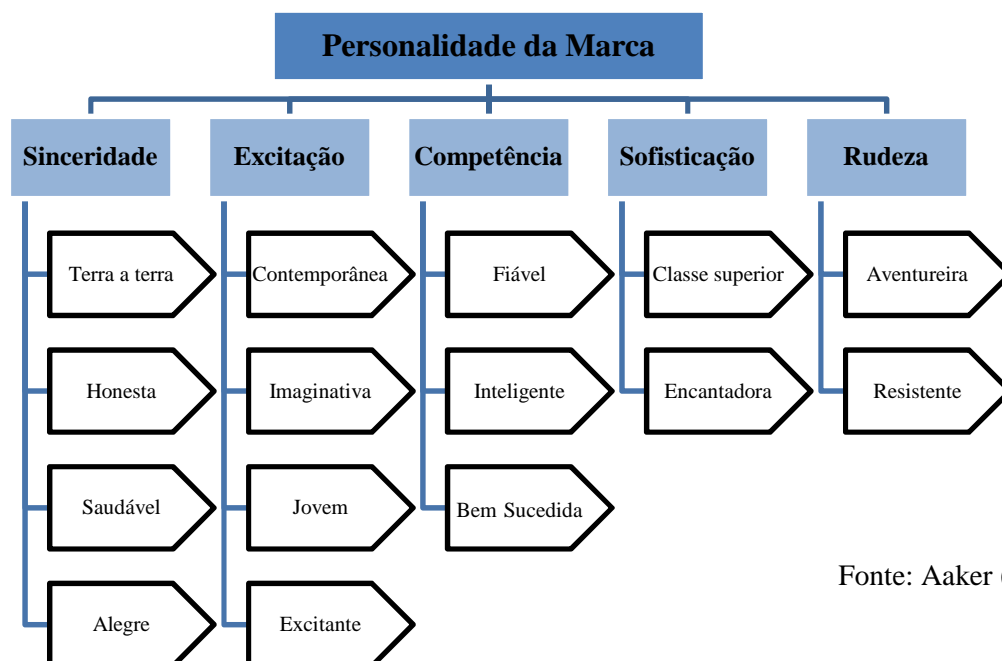 Personalidade da Marca
Sinceridade
Excitação
Competência
Sofisticação
Rudeza
Terra a terra
Contemporânea
Fiável
Classe superior
Aventureira
Honesta
Imaginativa
Inteligente
Encantadora
Resistente
Saudável
Jovem
Bem Sucedida
Fonte: Aaker (
Alegre
Excitante